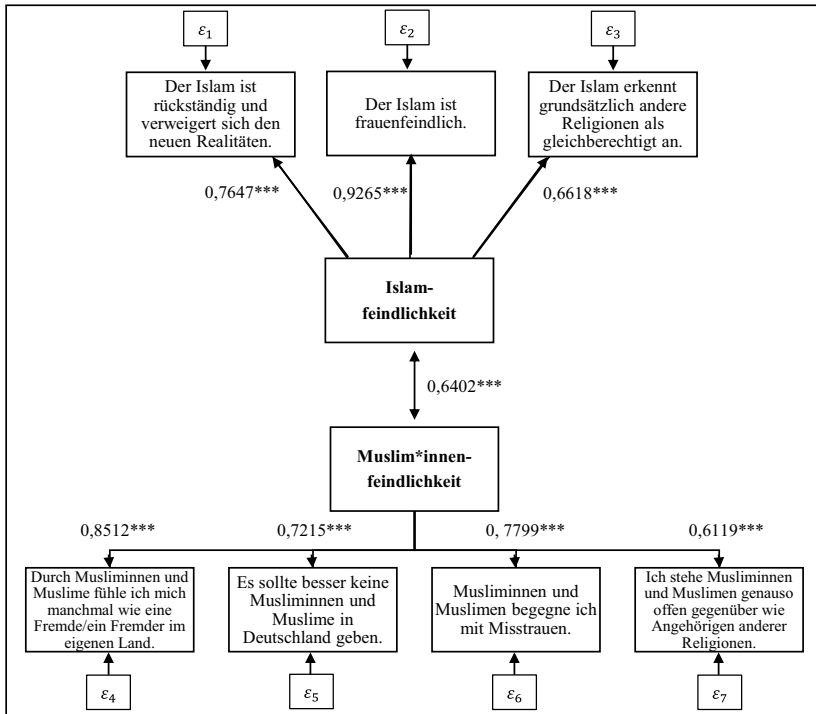 ε₁
ε₂
ε₃
Der Islam ist
rückständig und
verweigert sich den
neuen Realitäten.
Der Islam ist
frauenfeindlich.
Der Islam erkennt
grundsätzlich andere
Religionen als
gleichberechtigt an.
0,7647***
0,9265***
0,6618***
Islam-
feindlichkeit
0,6402***
Muslim*innen-
feindlichkeit
0,8512***
0,7215***
0, 7799***
0,6119***
Durch Musliminnen und
Muslime fühle ich mich
manchmal wie eine
Fremde/ein Fremder im
eigenen Land.
Es sollte besser keine
Musliminnen und
Muslime in
Deutschland geben.
Musliminnen und
Muslimen begegne ich
mit Misstrauen.
Ich stehe Musliminnen
und Muslimen genauso
offen gegenüber wie
Angehörigen anderer
Religionen.
ε₄
ε₅
ε₆
ε₇